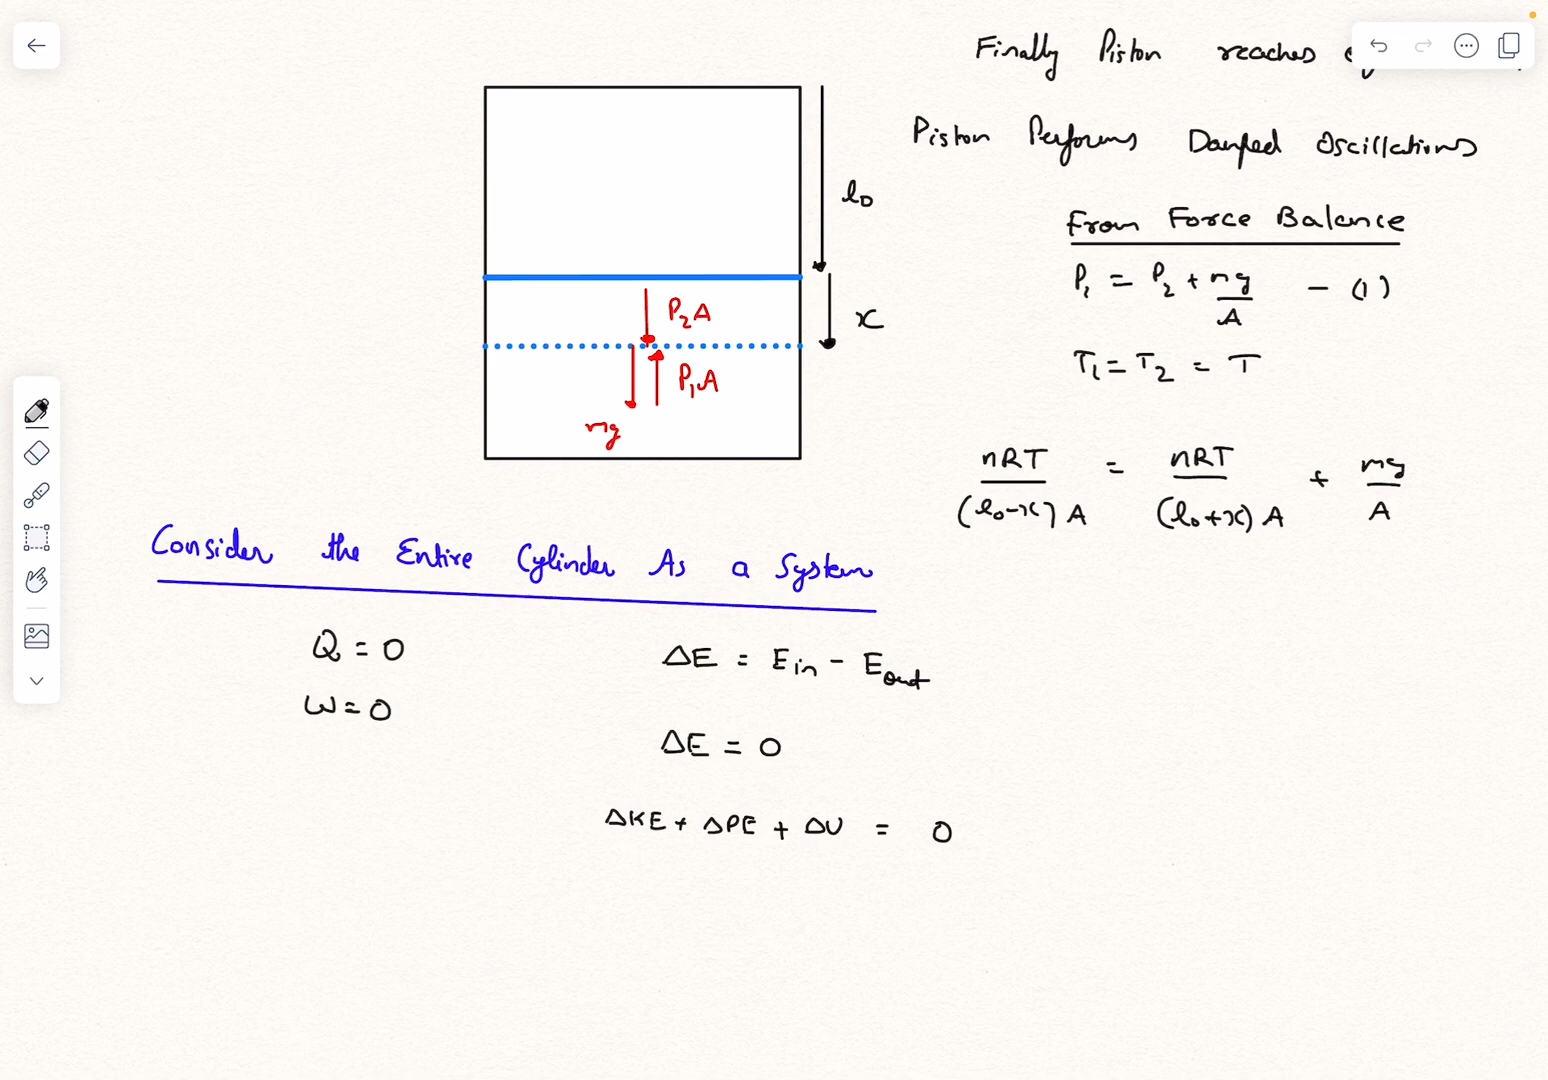 Finally Piston reaches
Piston Performs Damped Oscillations
l₀
From Force Balance
P₁ = P₂ + mg/A - (1)
P₂A
x
T₁ = T₂ = T
P₁A
mg
nRT/(l₀-x)A = nRT/(l₀+x)A + mg/A
Consider the Entire Cylinder As a System
Q = 0
ΔE = Ein - Eout
W = 0
ΔE = 0
ΔKE + ΔPE + ΔU = 0